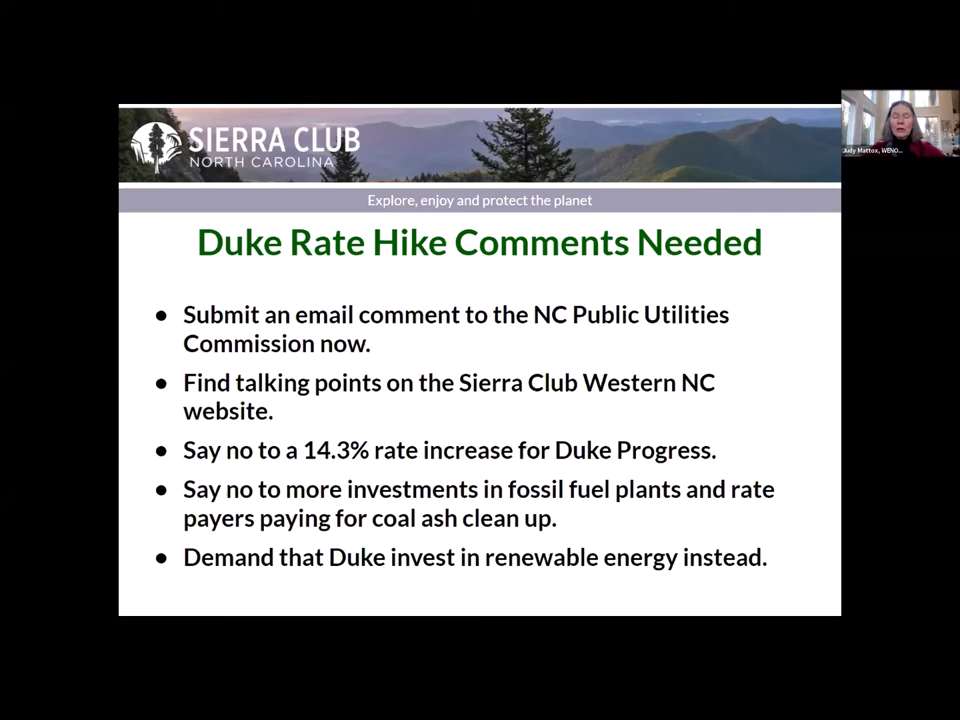 SIERRA CLUB
NORTH CAROLINA
Explore, enjoy and protect the planet
Judy Mattox, WENO...
Duke Rate Hike Comments Needed
● Submit an email comment to the NC Public Utilities
Commission now.
● Find talking points on the Sierra Club Western NC
website.
● Say no to a 14.3% rate increase for Duke Progress.
● Say no to more investments in fossil fuel plants and rate
payers paying for coal ash clean up.
● Demand that Duke invest in renewable energy instead.